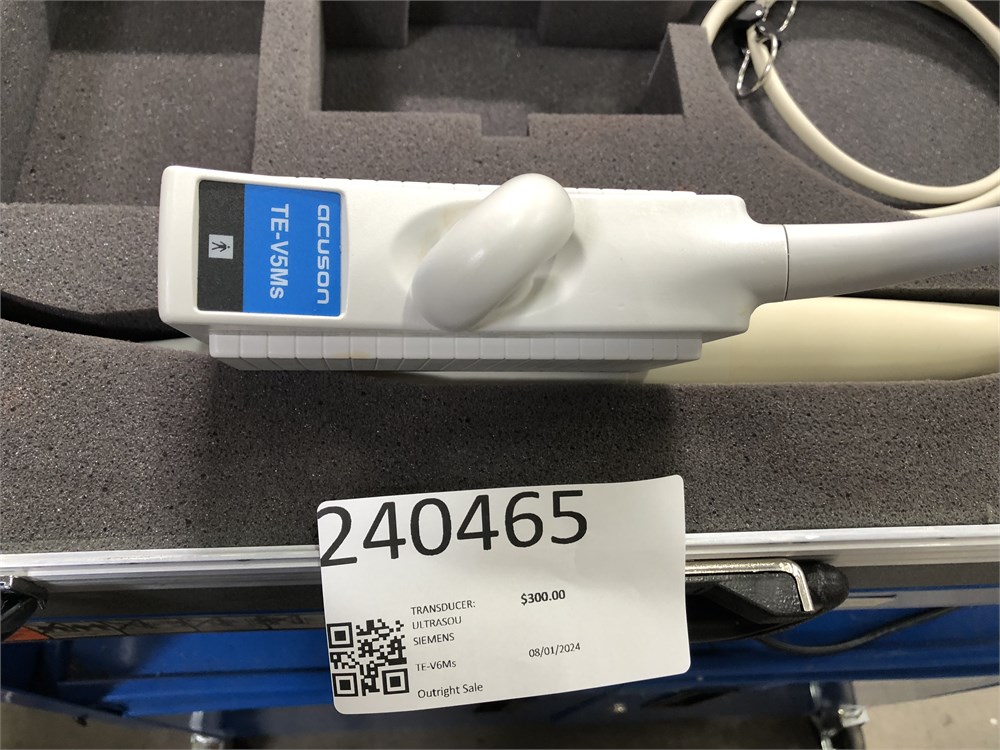 acuson
TE-V5Ms
240465
TRANSDUCER: $300.00
ULTRASOU
SIEMENS
TE-V6Ms 08/01/2024
Outright Sale